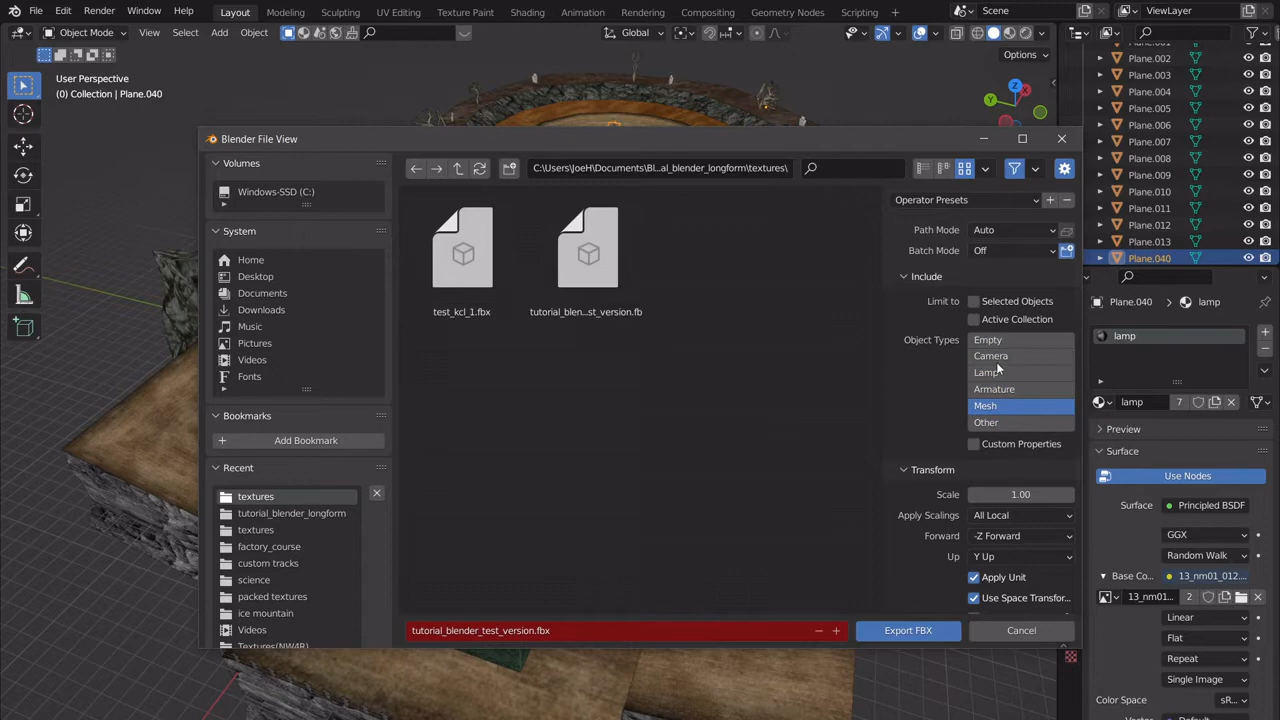 File Edit Render Window Help Layout Modeling Sculpting UV Editing Texture Paint Shading Animation Rendering Compositing Geometry Nodes Scripting Scene ViewLayer
Object Mode View Select Add Object Global
Options
User Perspective
(0) Collection | Plane.040
Blender File View
Volumes
Windows-SSD (C:)
System
Home
Desktop
Documents
Downloads
Music
Pictures
Videos
Fonts
Bookmarks
Add Bookmark
Recent
textures
tutorial_blender_longform
textures
factory_course
custom tracks
science
packed textures
ice mountain
Videos
Textures(NW4R)
C:\Users\JoeH\Documents\Bl...al_blender_longform\textures\
test_kcl_1.fbx
tutorial_blen...st_version.fb
tutorial_blender_test_version.fbx
Export FBX
Cancel
Operator Presets
Path Mode Auto
Batch Mode Off
Include
Limit to Selected Objects
Active Collection
Object Types Empty
Camera
Lamp
Armature
Mesh
Other
Custom Properties
Transform
Scale 1.00
Apply Scalings All Local
Forward -Z Forward
Up Y Up
Apply Unit
Use Space Transfor...
Plane.002
Plane.003
Plane.004
Plane.005
Plane.006
Plane.007
Plane.008
Plane.009
Plane.010
Plane.011
Plane.012
Plane.013
Plane.040
Plane.040 lamp
lamp
lamp 7
Preview
Surface
Use Nodes
Surface Principled BSDF
GGX
Random Walk
Base Co... 13_nm01_012....
13_nm01... 2
Linear
Flat
Repeat
Single Image
Color Space sR...